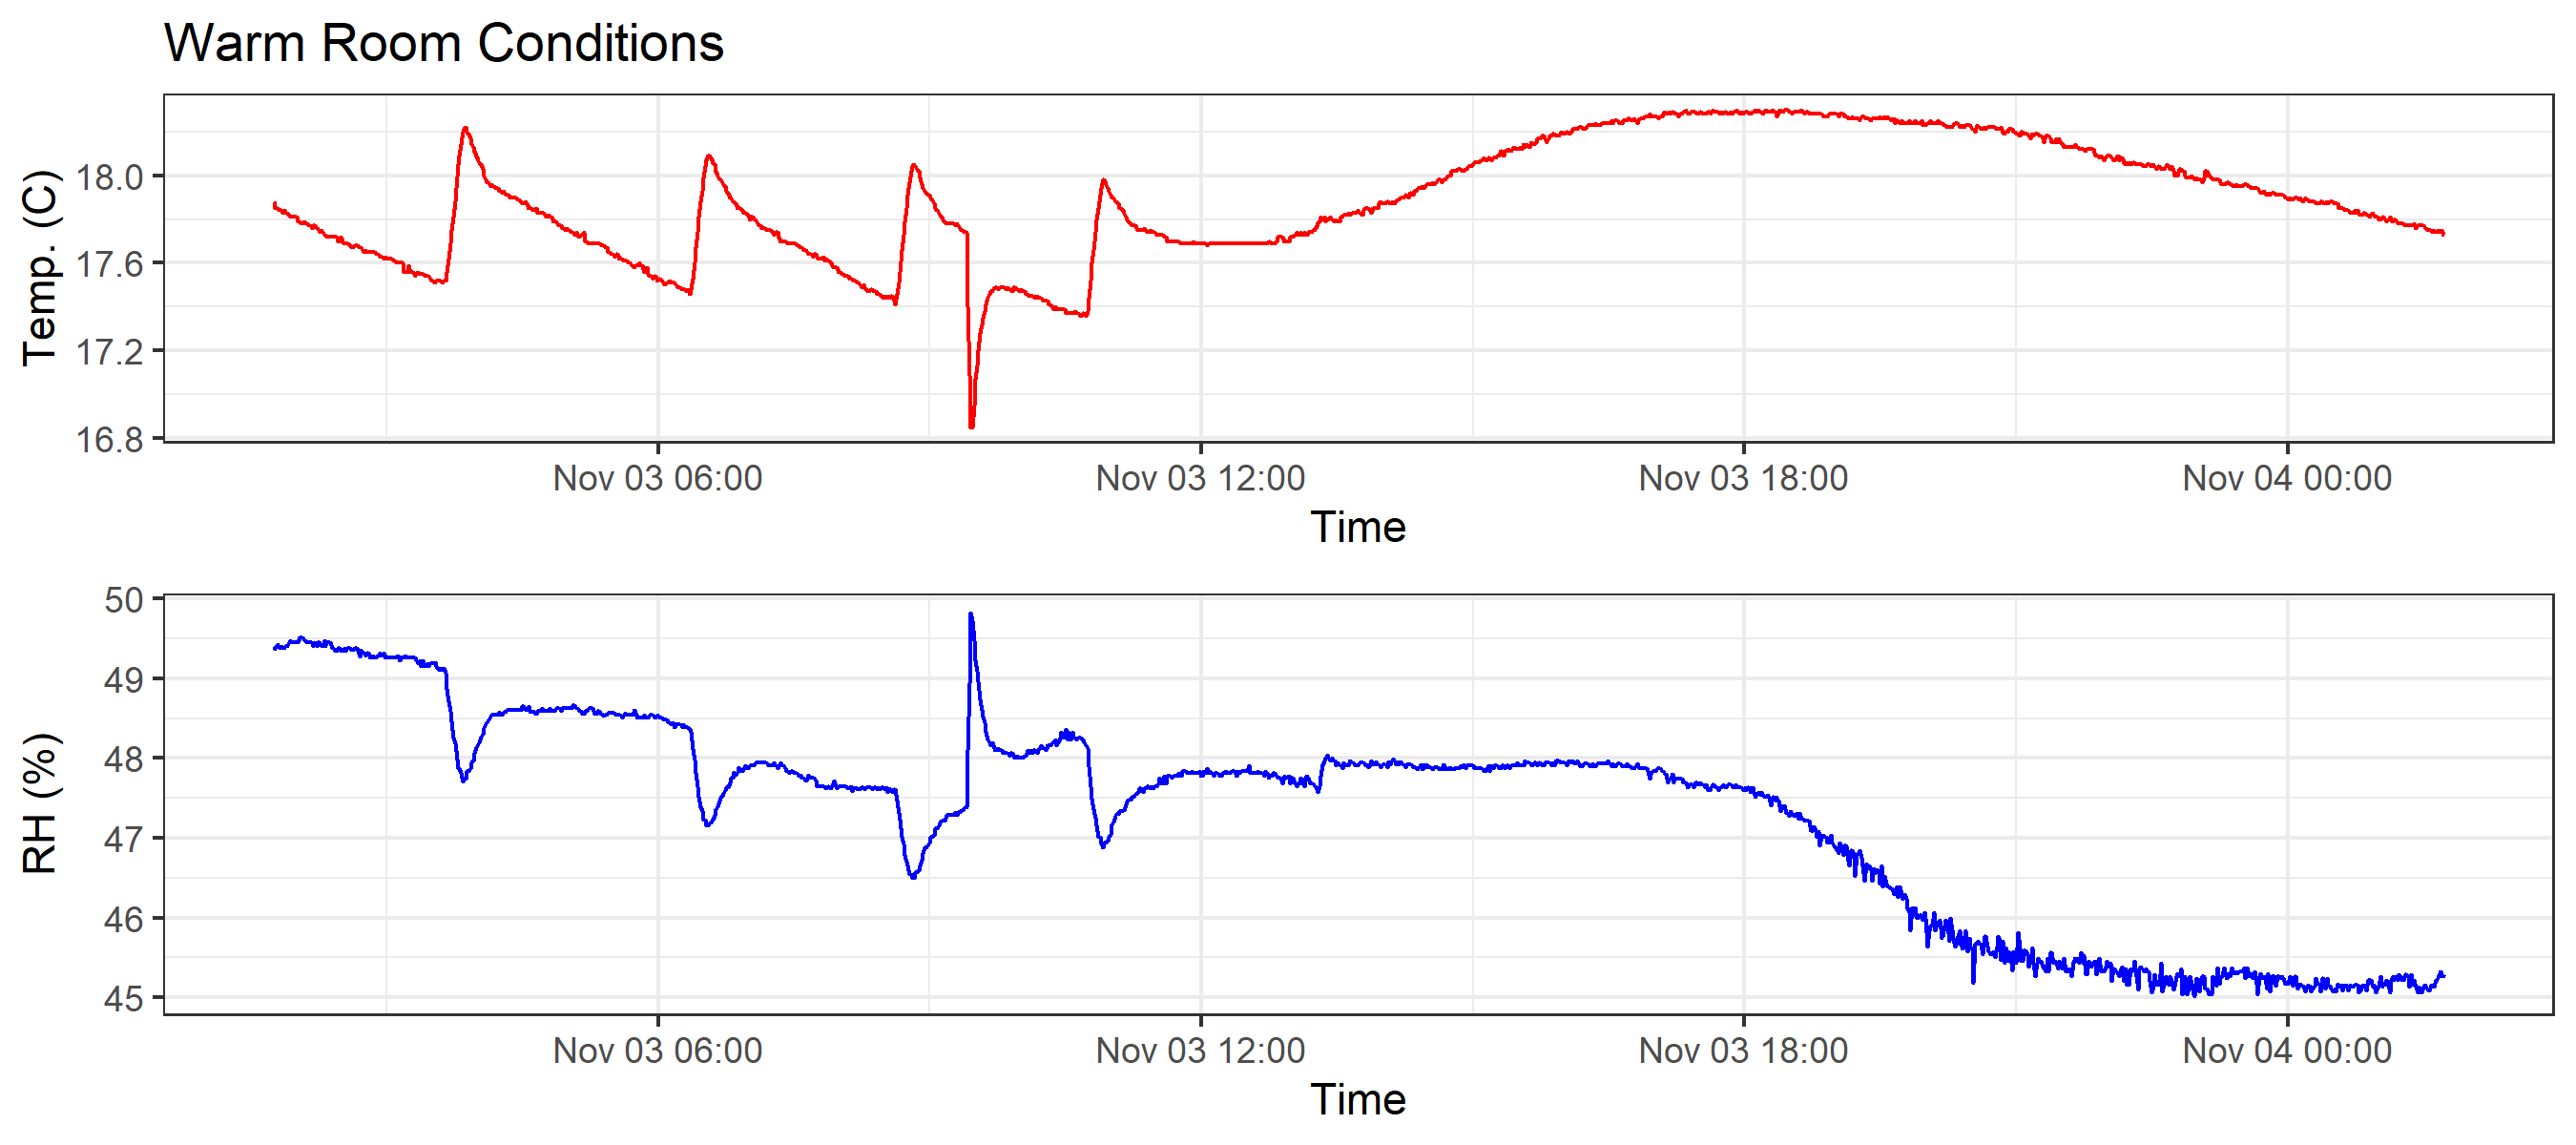 Warm Room Conditions
Temp. (C)
18.0
17.6
17.2
16.8
Nov 03 06:00 Nov 03 12:00 Nov 03 18:00 Nov 04 00:00
Time
RH (%)
50
49
48
47
46
45
Nov 03 06:00 Nov 03 12:00 Nov 03 18:00 Nov 04 00:00
Time